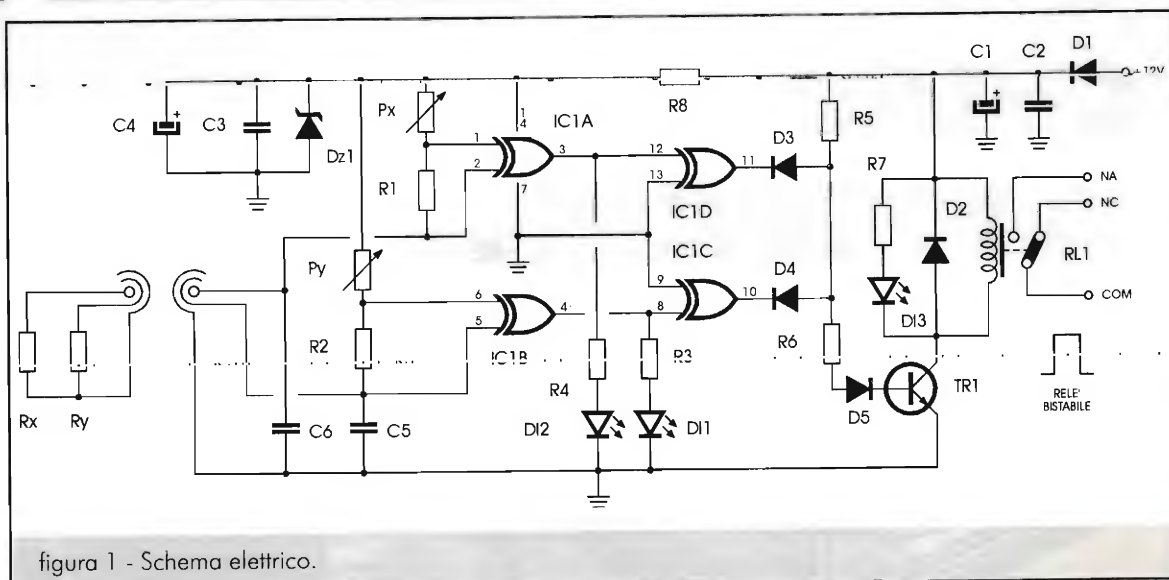 C1
C2
D1
+12V
C4
C3
Dz1
Px
1
4
IC1A
R8
R5
1
2
3
7
R1
12
13
11
IC1D
D3
R7
D2
NA
NC
RL1
COM
Py
IC1C
9
8
10
D4
6
5
4
IC1B
R2
R4
R3
R6
DI3
D5
TR1
RELE'
BISTABILE
Rx
Ry
C6
C5
DI2
DI1
figura 1 - Schema elettrico.